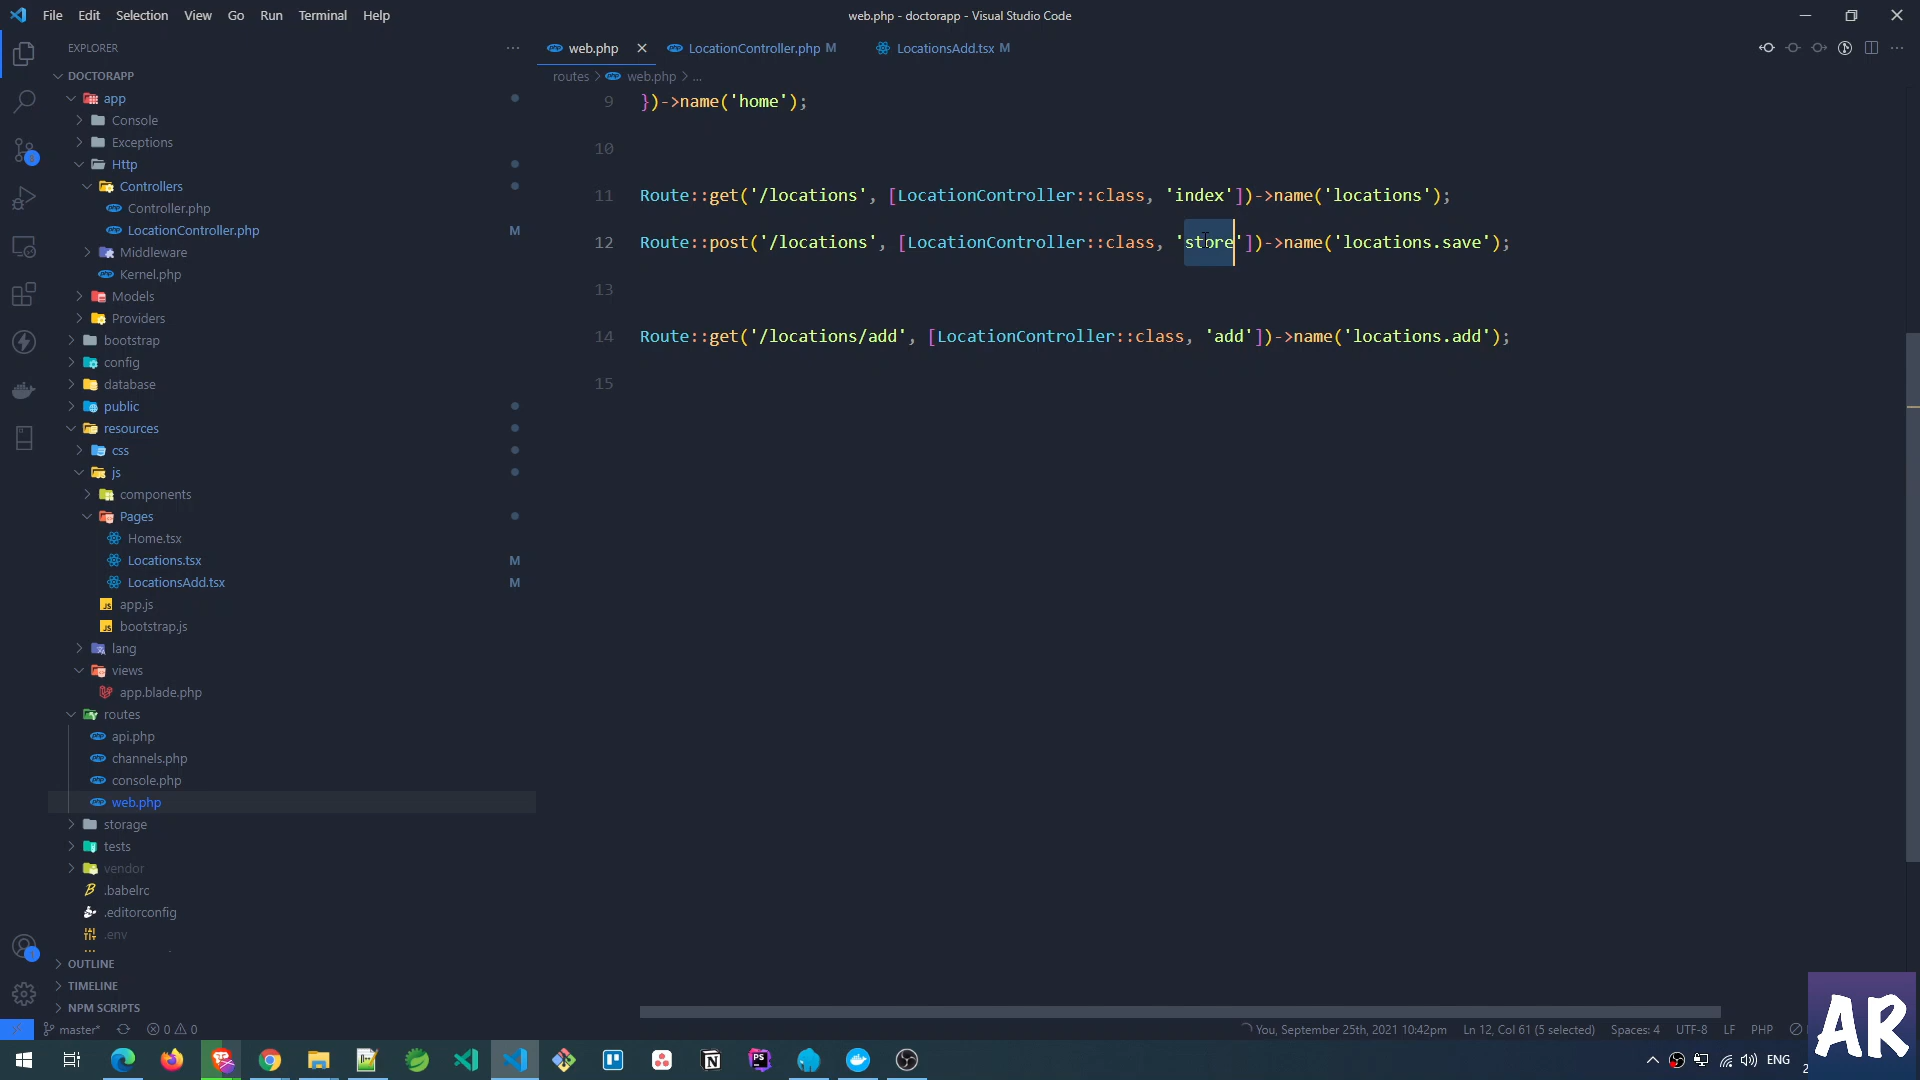 File Edit Selection View Go Run Terminal Help
web.php - doctorapp - Visual Studio Code
EXPLORER
DOCTORAPP
app
Console
Exceptions
Http
Controllers
Controller.php
LocationController.php M
Middleware
Kernel.php
Models
Providers
bootstrap
config
database
public
resources
css
js
components
Pages
Home.tsx
Locations.tsx M
LocationsAdd.tsx M
app.js
bootstrap.js
lang
views
app.blade.php
routes
api.php
channels.php
console.php
web.php
storage
tests
vendor
.babelrc
.editorconfig
.env
OUTLINE
TIMELINE
NPM SCRIPTS
web.php LocationController.php M LocationsAdd.tsx M
routes > web.php > ...
9 })->name('home');
10
11 Route::get('/locations', [LocationController::class, 'index'])->name('locations');
12 Route::post('/locations', [LocationController::class, 'store'])->name('locations.save');
13
14 Route::get('/locations/add', [LocationController::class, 'add'])->name('locations.add');
15
master* 0 0 You, September 25th, 2021 10:42pm Ln 12, Col 61 (5 selected) Spaces: 4 UTF-8 LF PHP
ENG
AR